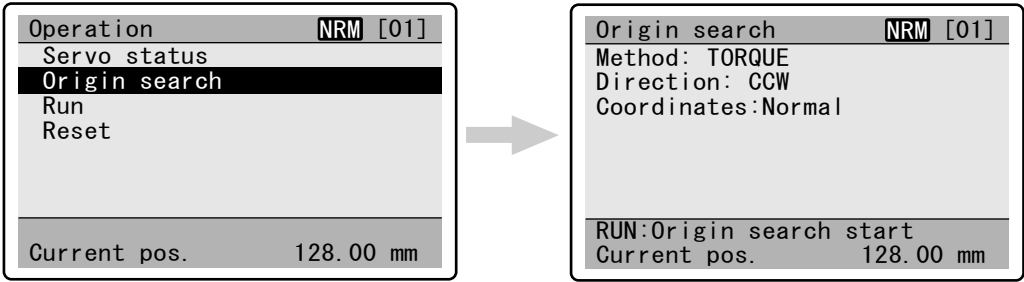 Operation NRM [01]
Servo status
Origin search
Run
Reset
Current pos. 128.00 mm
Origin search NRM [01]
Method: TORQUE
Direction: CCW
Coordinates:Normal
RUN:Origin search start
Current pos. 128.00 mm